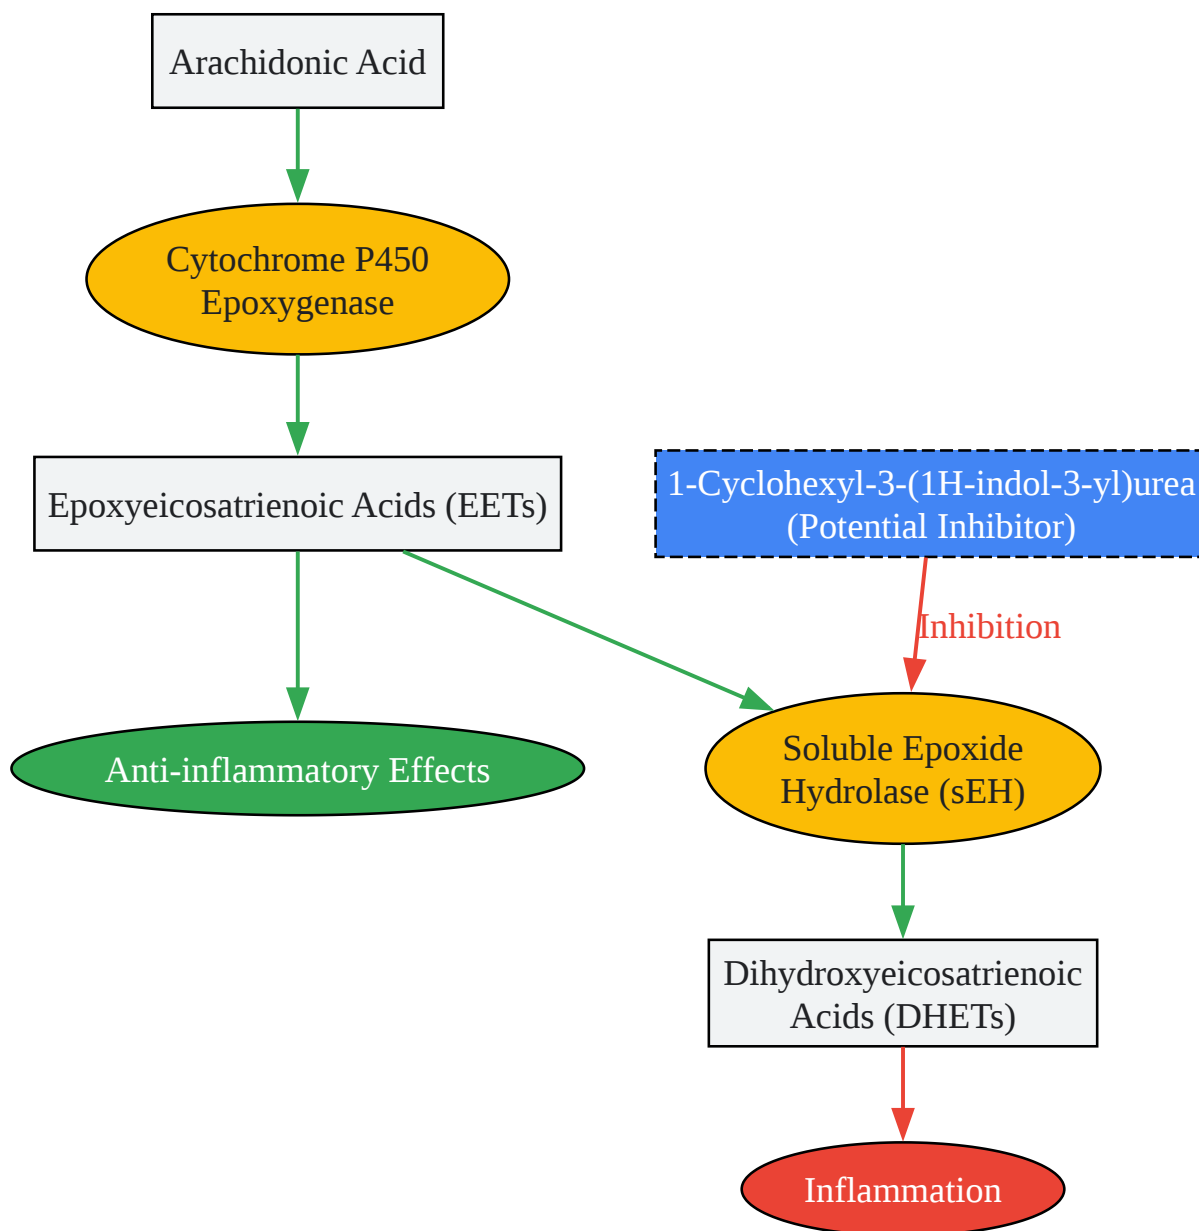 Arachidonic Acid
Cytochrome P450
Epoxygenase
Epoxyeicosatrienoic Acids (EETs)
1-Cyclohexyl-3-(1H-indol-3-yl)urea
(Potential Inhibitor)
Inhibition
Anti-inflammatory Effects
Soluble Epoxide
Hydrolase (sEH)
Dihydroxyeicosatrienoic
Acids (DHETs)
Inflammation